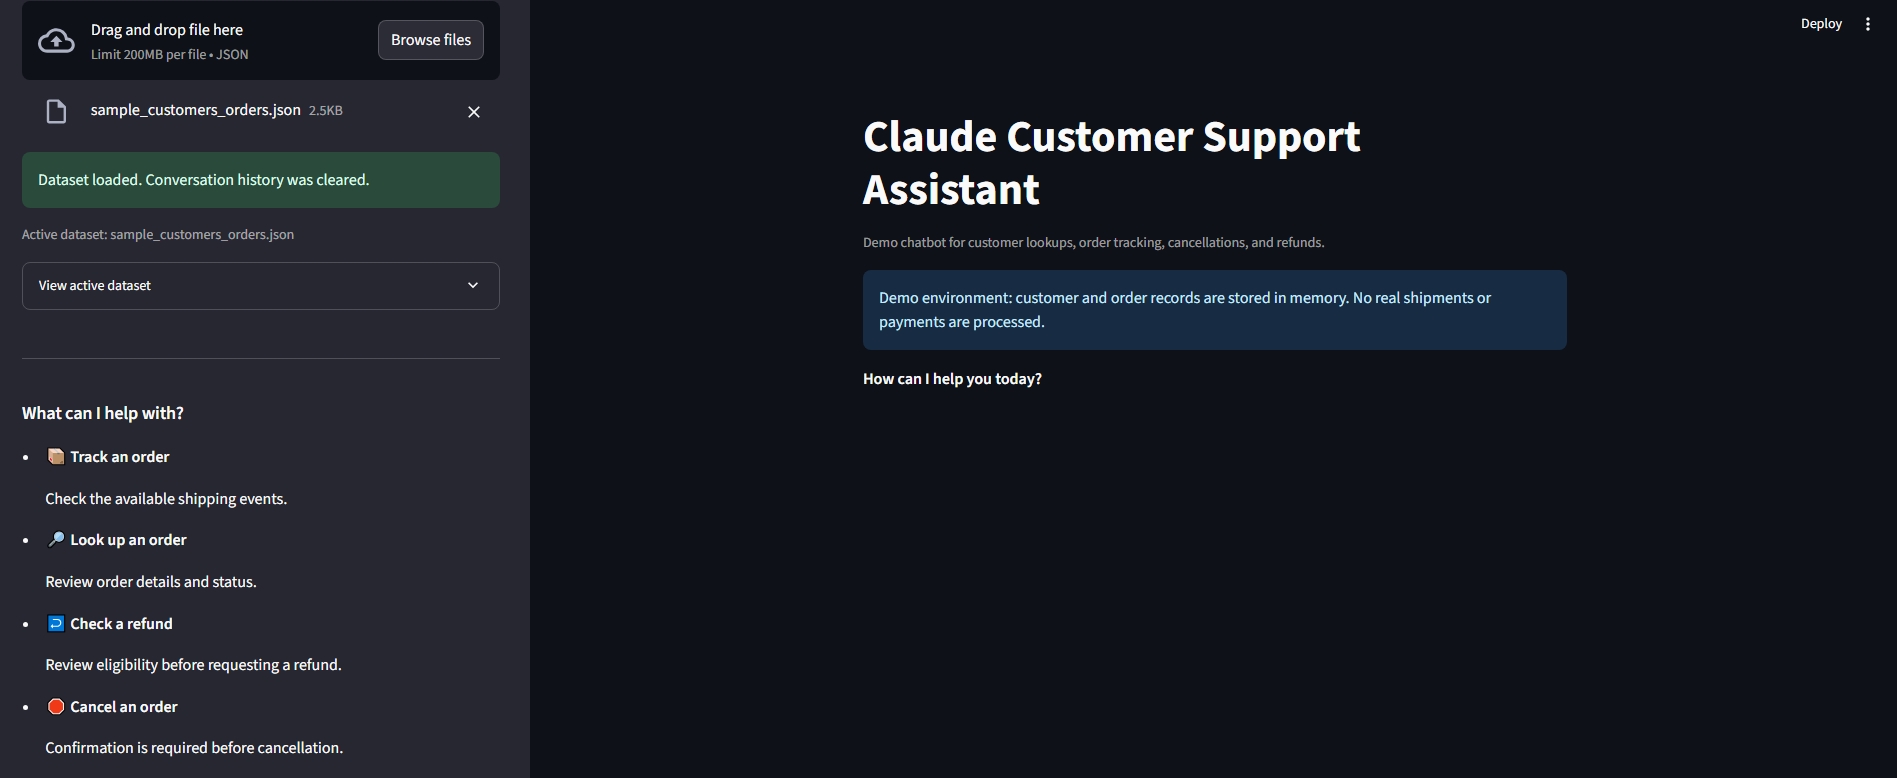 Drag and drop file here
Limit 200MB per file • JSON
Browse files
sample_customers_orders.json 2.5KB
Dataset loaded. Conversation history was cleared.
Active dataset: sample_customers_orders.json
View active dataset
What can I help with?
• 📦 Track an order
Check the available shipping events.
• 🔎 Look up an order
Review order details and status.
• Check a refund
Review eligibility before requesting a refund.
• 🛑 Cancel an order
Confirmation is required before cancellation.
Deploy
Claude Customer Support
Assistant
Demo chatbot for customer lookups, order tracking, cancellations, and refunds.
Demo environment: customer and order records are stored in memory. No real shipments or
payments are processed.
How can I help you today?